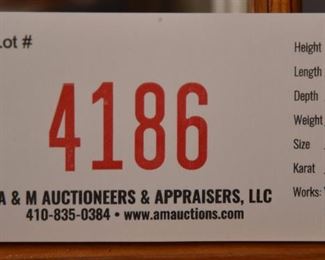 Lot #
4186
A & M AUCTIONEERS & APPRAISERS, LLC
410-835-0384 • www.amauctions.com
Height
Length
Depth
Weight
Size
Karat
Works: